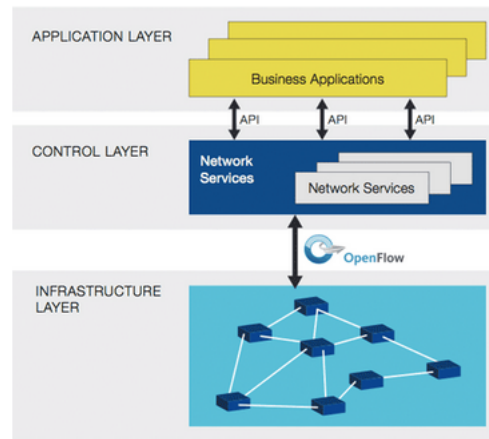 APPLICATION LAYER
Business Applications
API
API
API
CONTROL LAYER
Network
Services
Network Services
OpenFlow
INFRASTRUCTURE
LAYER